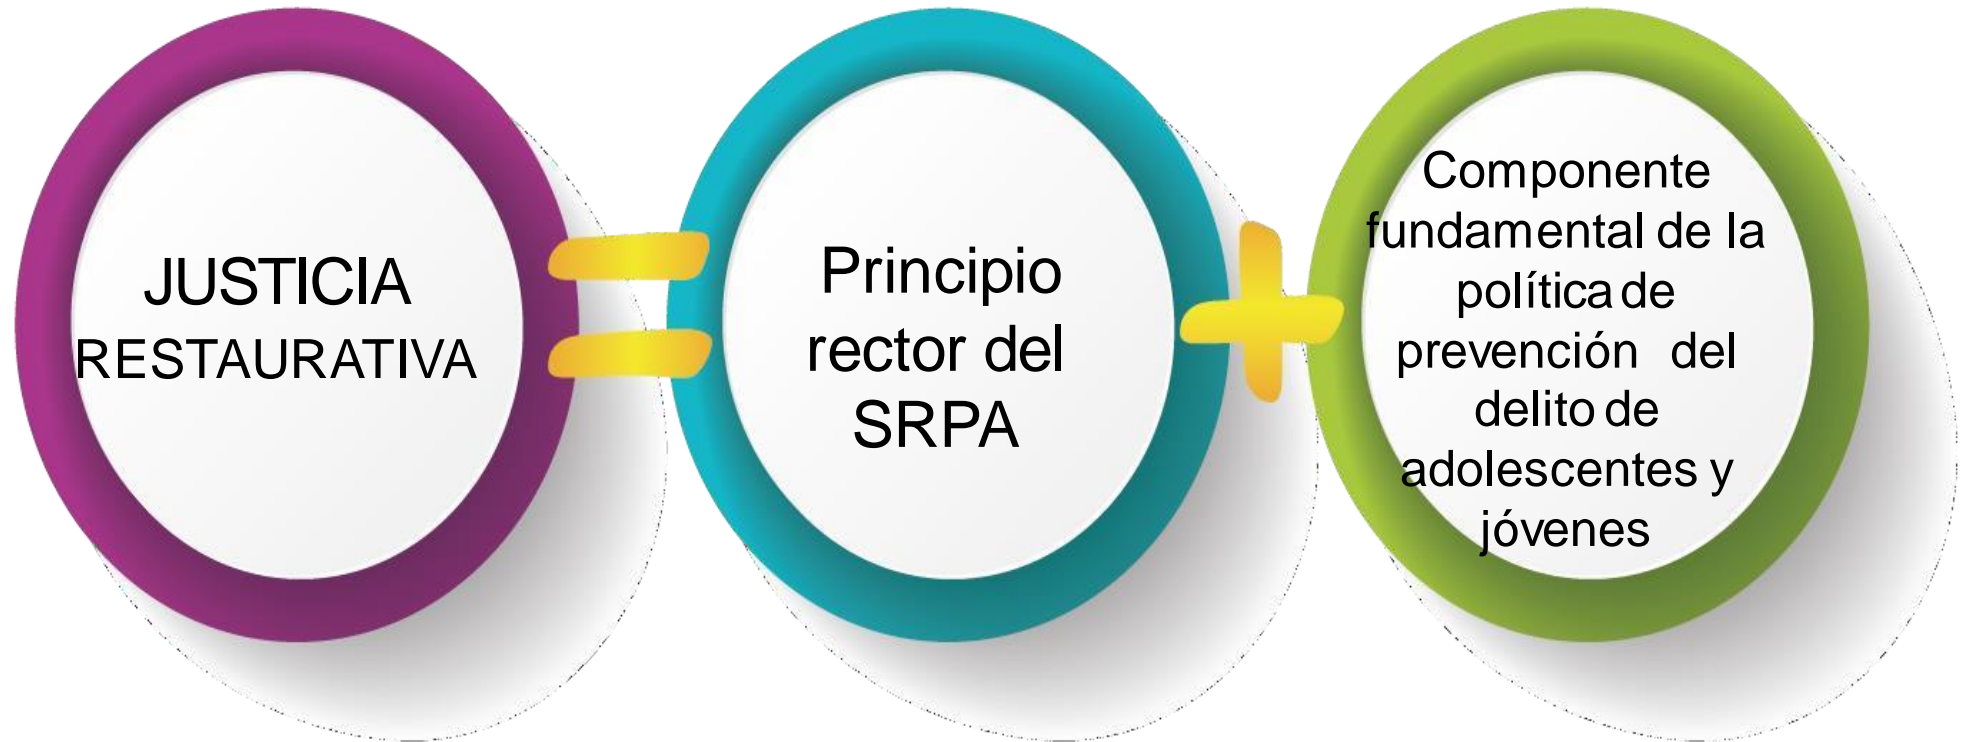 JUSTICIA
RESTAURATIVA
=
Principio
rector del
SRPA
+
Componente
fundamental de la
política de
prevención del
delito de
adolescentes y
jóvenes